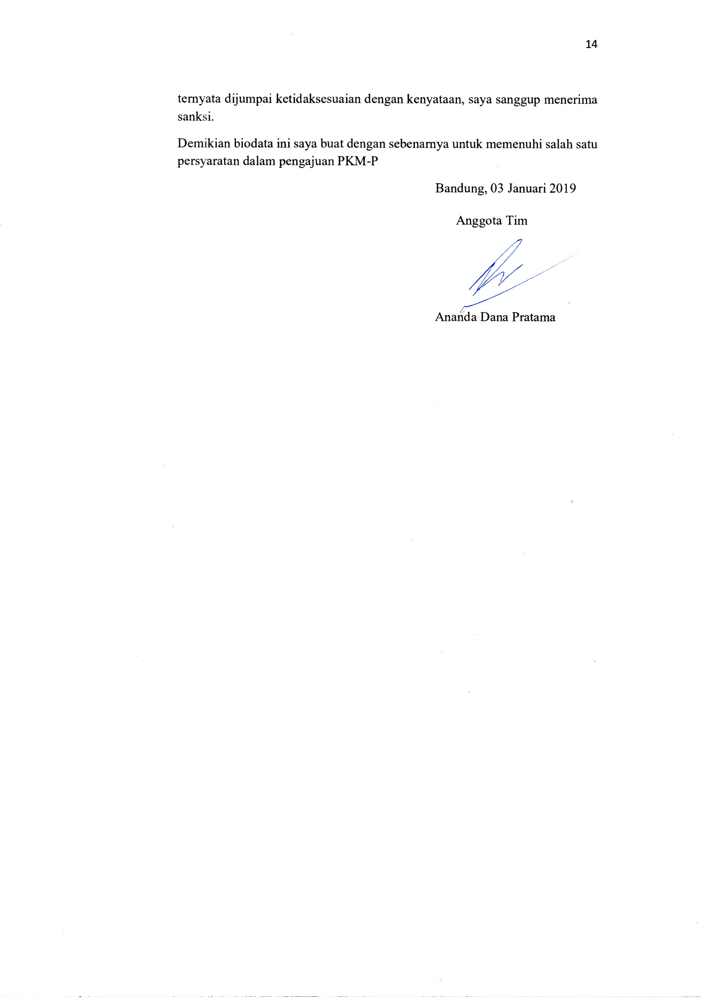 14
ternyata dijumpai ketidaksesuaian dengan kenyataan, saya sanggup menerima
sanksi.
Demikian biodata ini saya buat dengan sebenarnya untuk memenuhi salah satu
persyaratan dalam pengajuan PKM-P
Bandung, 03 Januari 2019
Anggota Tim
Ananda Dana Pratama